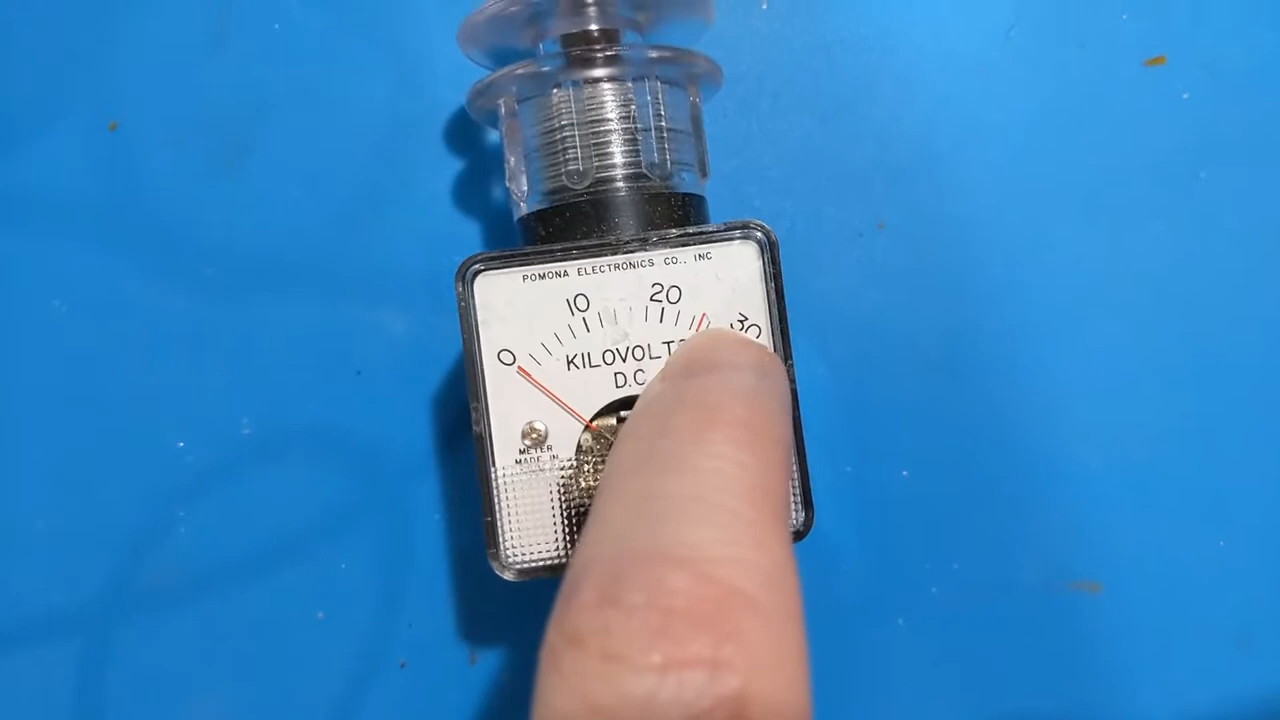 POMONA ELECTRONICS CO., INC
0 10 20 30
KILOVOLTS
D.C
METER
MADE IN